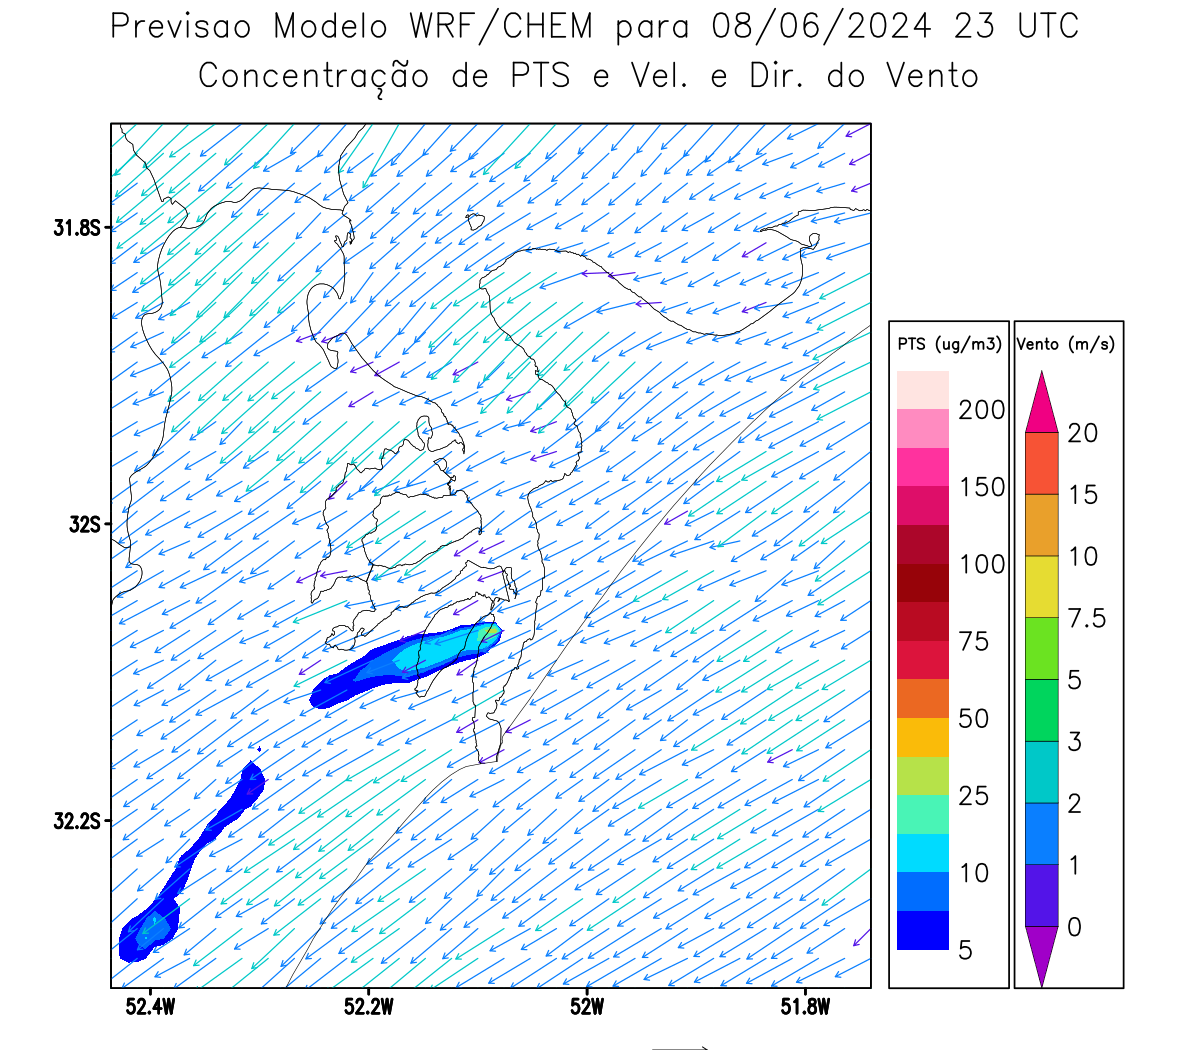 Previsao Modelo WRF/CHEM para 08/06/2024 23 UTC
Concentração de PTS e Vel. e Dir. do Vento
31.8S
32S
32.2S
52.4W
52.2W
52W
51.8W
PTS (ug/m3)
200
150
100
75
50
25
10
5
Vento (m/s)
20
15
10
7.5
5
3
2
1
0